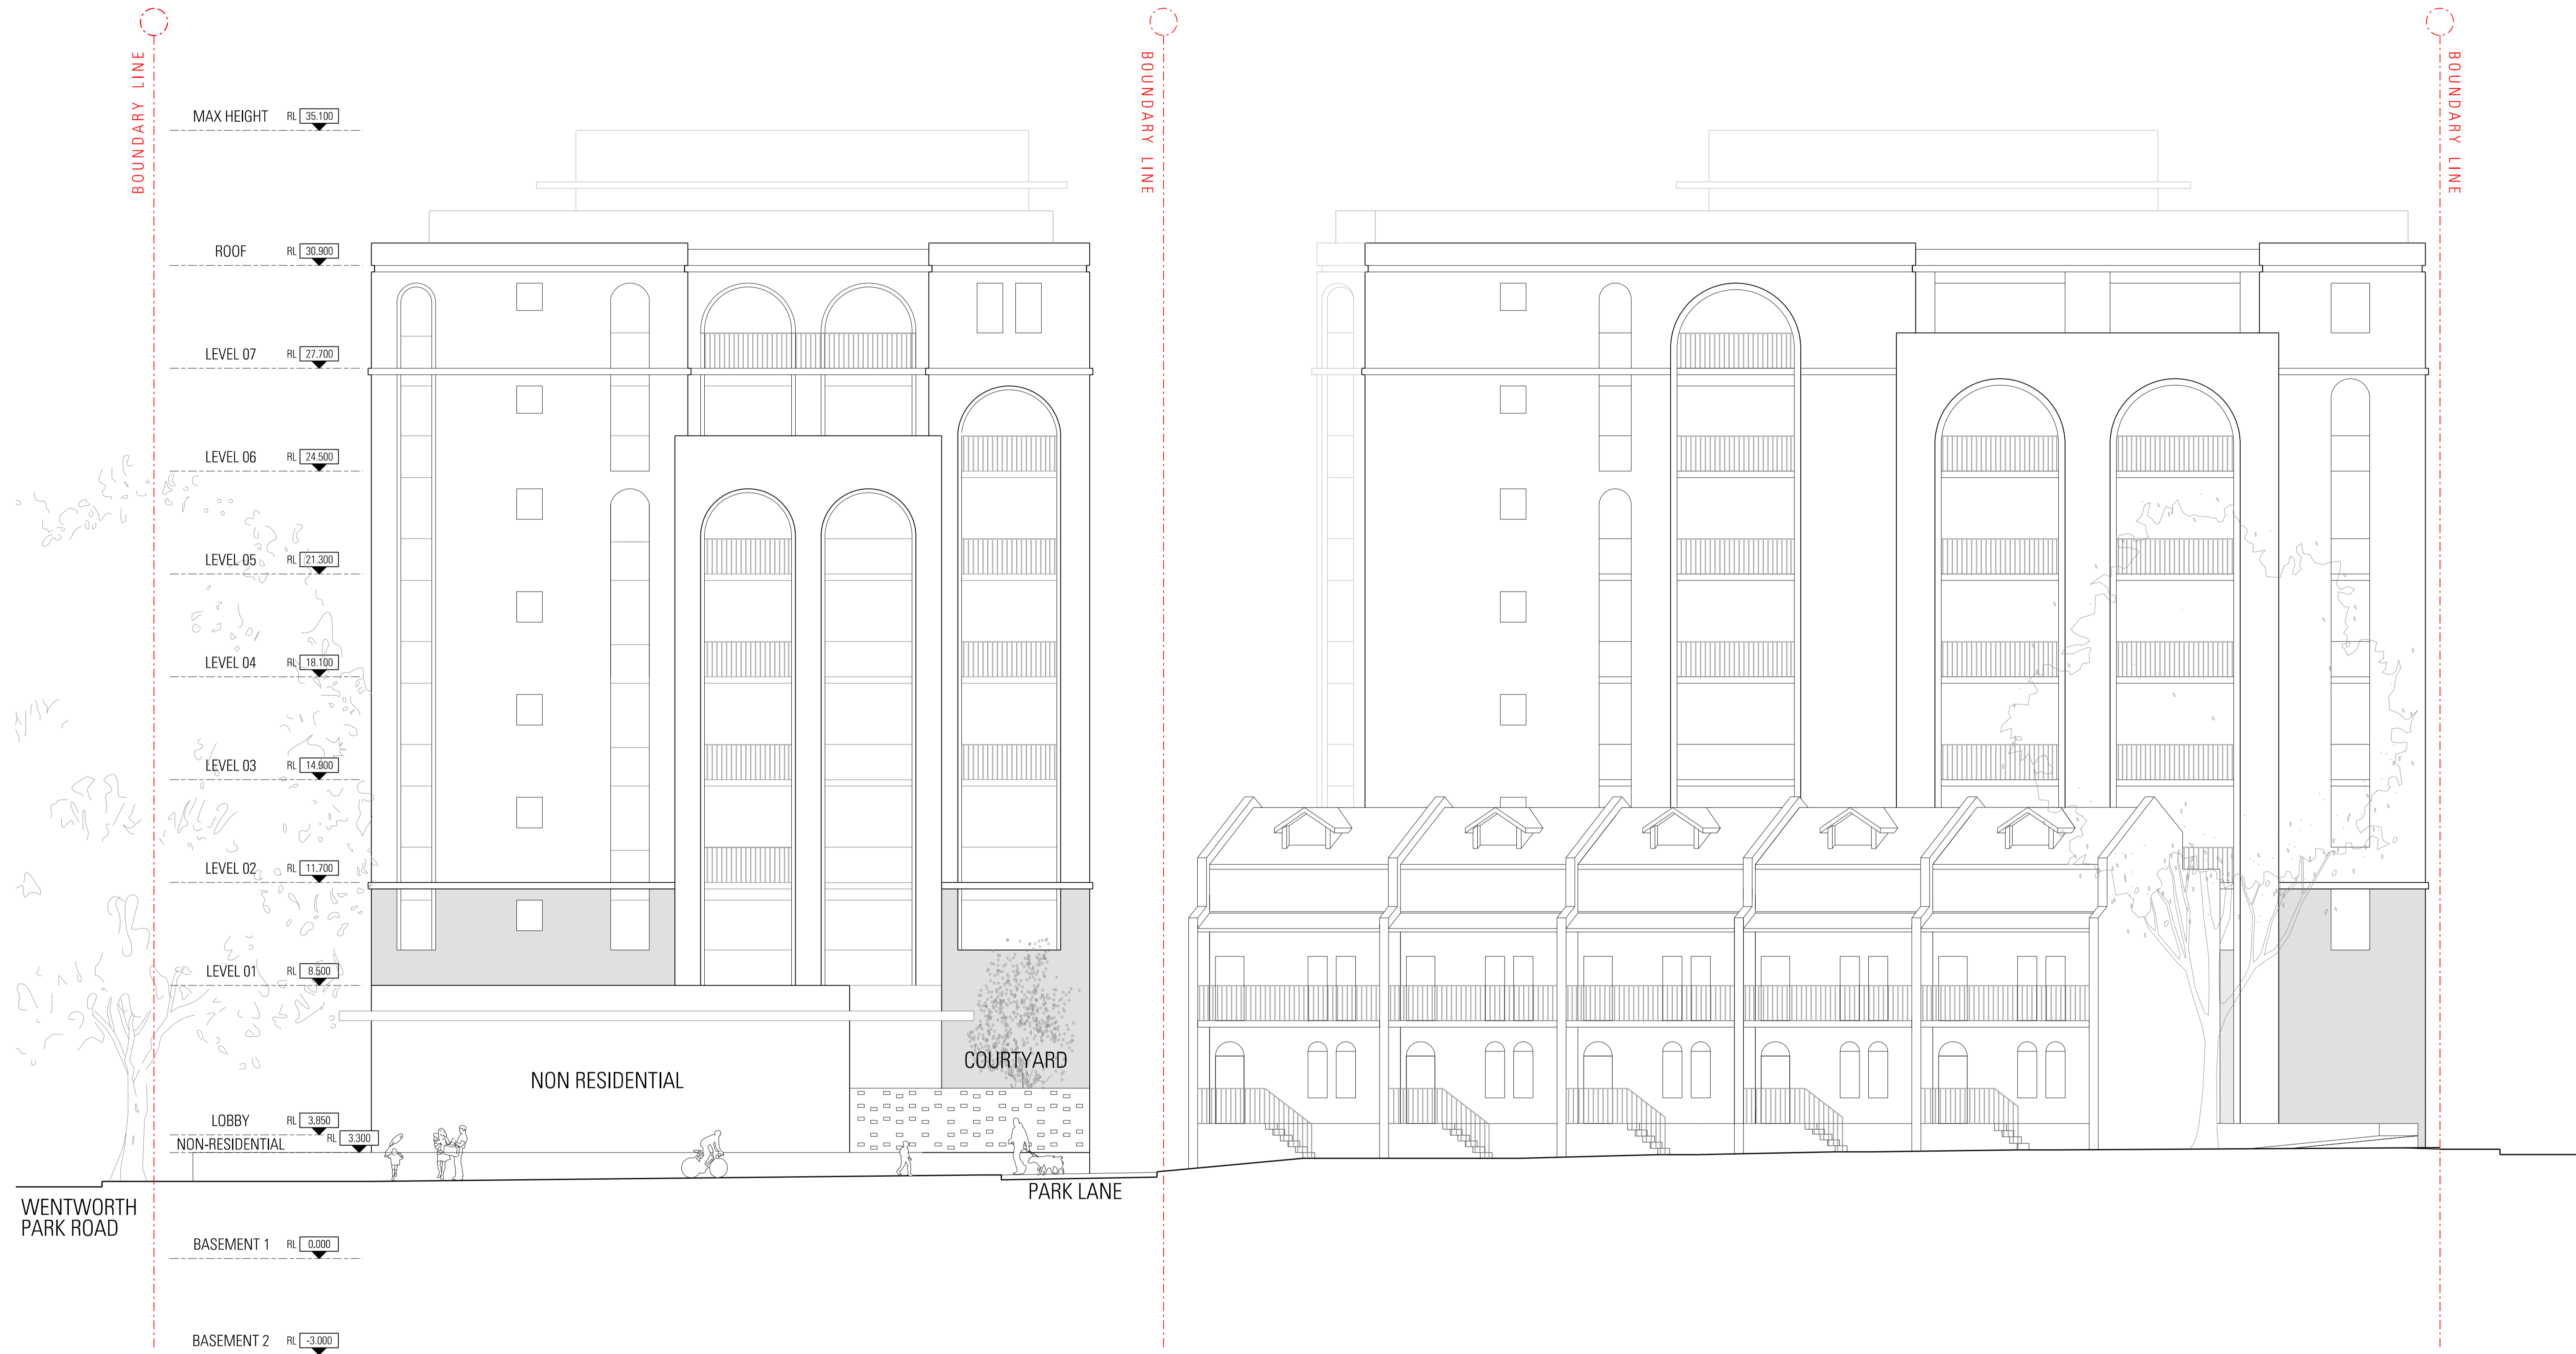 BOUNDARY LINE
BOUNDARY LINE
BOUNDARY LINE
MAX HEIGHT RL 35.100
ROOF RL 30.900
LEVEL 07 RL 27.700
LEVEL 06 RL 24.500
LEVEL 05 RL 21.300
LEVEL 04 RL 18.100
LEVEL 03 RL 14.900
LEVEL 02 RL 11.700
LEVEL 01 RL 8.500
COURTYARD
NON RESIDENTIAL
LOBBY RL 3.850
NON-RESIDENTIAL RL 3.300
PARK LANE
WENTWORTH
PARK ROAD
BASEMENT 1 RL 0.000
BASEMENT 2 RL -3.000